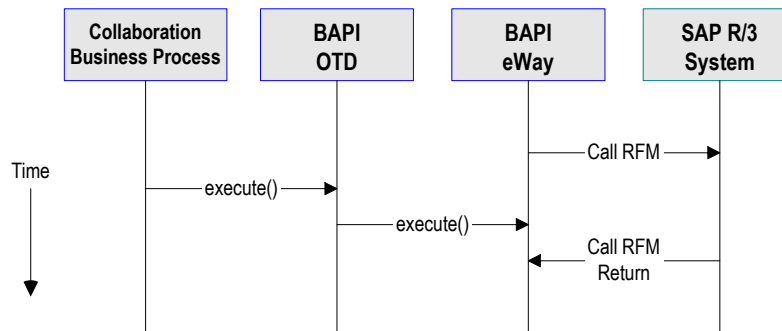 Collaboration
Business Process
BAPI
OTD
BAPI
eWay
SAP R/3
System
Call RFM
Time
execute()
execute()
Call RFM
Return